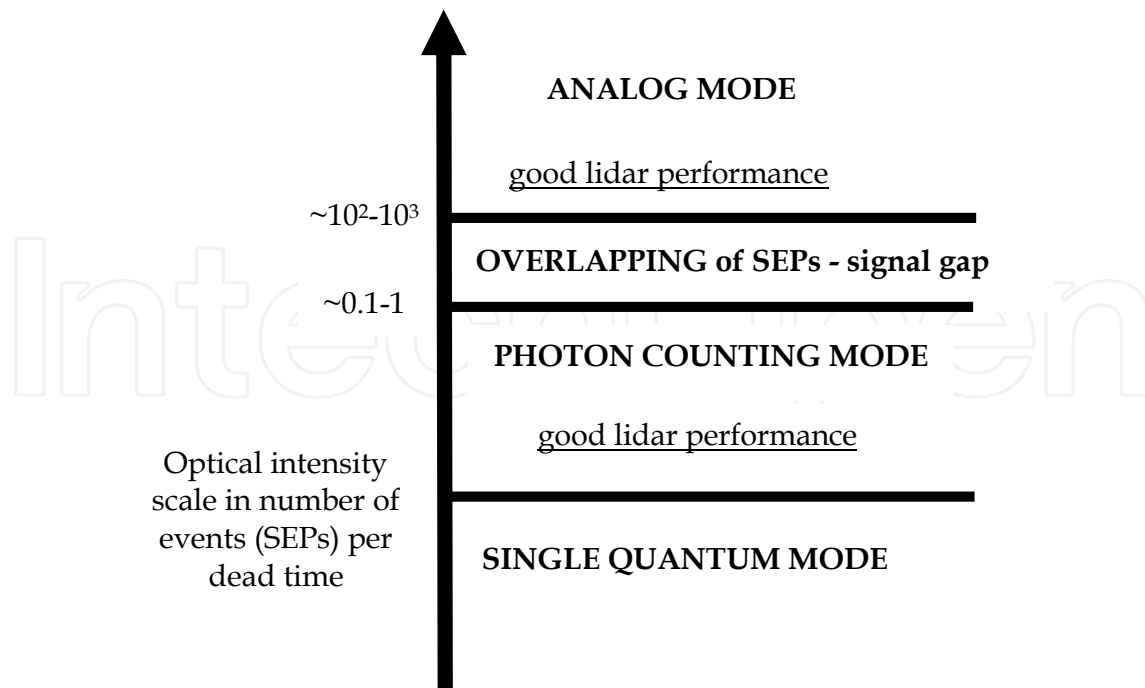 ANALOG MODE
good lidar performance
~10²-10³
OVERLAPPING of SEPs - signal gap
~0.1-1
PHOTON COUNTING MODE
good lidar performance
Optical intensity
scale in number of
events (SEPs) per
dead time
SINGLE QUANTUM MODE